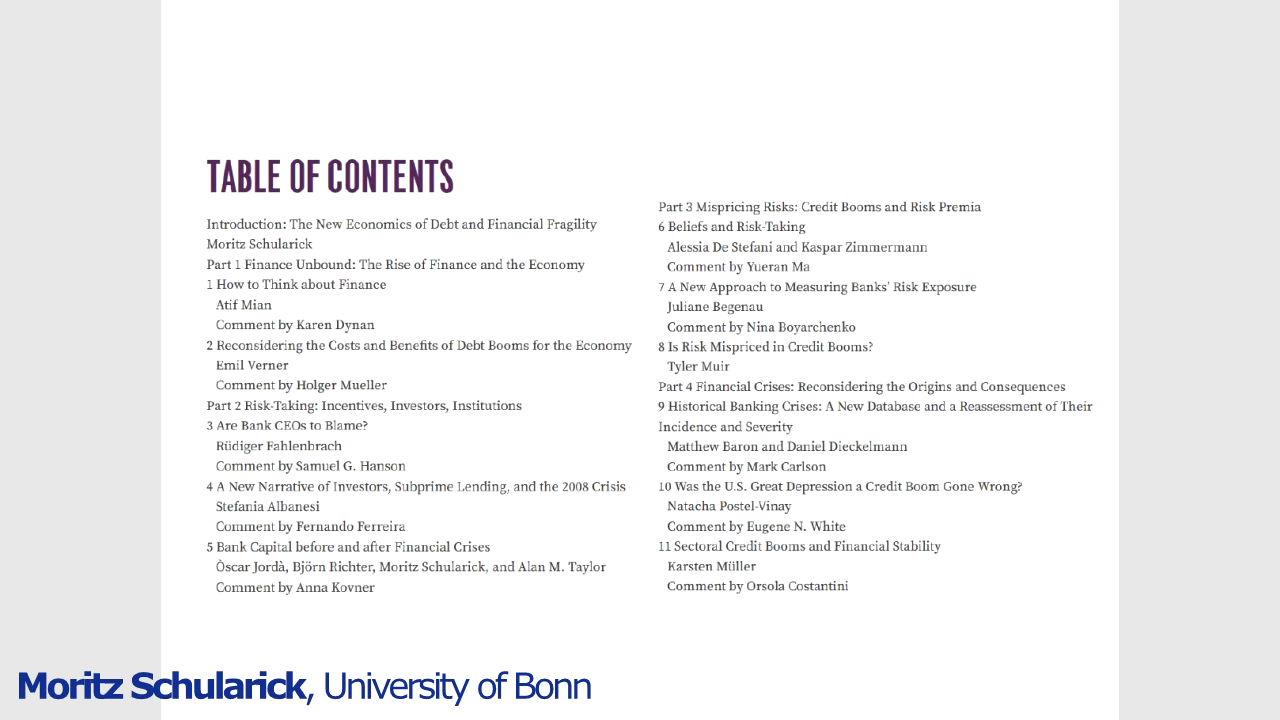 TABLE OF CONTENTS
Introduction: The New Economics of Debt and Financial Fragility
Moritz Schularick
Part 1 Finance Unbound: The Rise of Finance and the Economy
1 How to Think about Finance
Atif Mian
Comment by Karen Dynan
2 Reconsidering the Costs and Benefits of Debt Booms for the Economy
Emil Verner
Comment by Holger Mueller
Part 2 Risk-Taking: Incentives, Investors, Institutions
3 Are Bank CEOs to Blame?
Rüdiger Fahlenbrach
Comment by Samuel G. Hanson
4 A New Narrative of Investors, Subprime Lending, and the 2008 Crisis
Stefania Albanesi
Comment by Fernando Ferreira
5 Bank Capital before and after Financial Crises
Òscar Jordà, Björn Richter, Moritz Schularick, and Alan M. Taylor
Comment by Anna Kovner
Part 3 Mispricing Risks: Credit Booms and Risk Premia
6 Beliefs and Risk-Taking
Alessia De Stefani and Kaspar Zimmermann
Comment by Yueran Ma
7 A New Approach to Measuring Banks' Risk Exposure
Juliane Begenau
Comment by Nina Boyarchenko
8 Is Risk Mispriced in Credit Booms?
Tyler Muir
Part 4 Financial Crises: Reconsidering the Origins and Consequences
9 Historical Banking Crises: A New Database and a Reassessment of Their
Incidence and Severity
Matthew Baron and Daniel Dieckelmann
Comment by Mark Carlson
10 Was the U.S. Great Depression a Credit Boom Gone Wrong?
Natacha Postel-Vinay
Comment by Eugene N. White
11 Sectoral Credit Booms and Financial Stability
Karsten Müller
Comment by Orsola Costantini
Moritz Schularick, University of Bonn